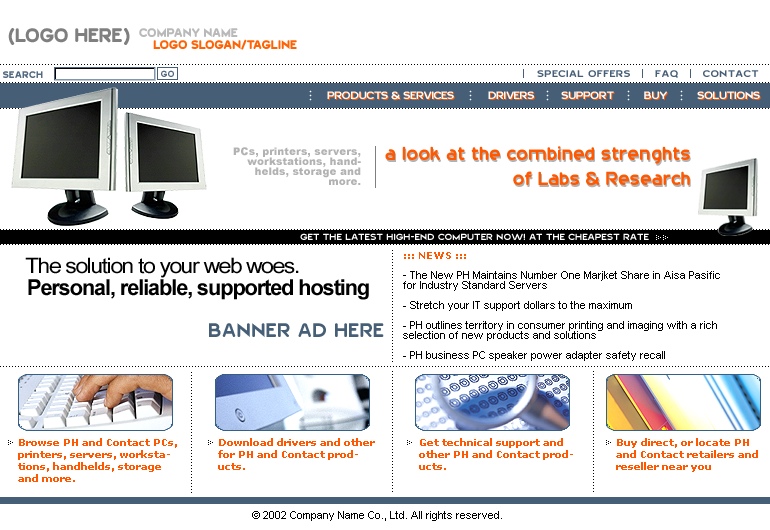 (LOGO HERE)
COMPANY NAME
LOGO SLOGAN/TAGLINE
SEARCH GO
| SPECIAL OFFERS | FAQ | CONTACT
PRODUCTS & SERVICES
DRIVERS
SUPPORT
BUY
SOLUTIONS
PCs, printers, servers,
workstations, hand-
helds, storage and
more.
a look at the combined strenghts
of Labs & Research
GET THE LATEST HIGH-END COMPUTER NOW! AT THE CHEAPEST RATE
The solution to your web woes.
Personal, reliable, supported hosting
BANNER AD HERE
::: NEWS :::
- The New PH Maintains Number One Marjket Share in Aisa Pasific
for Industry Standard Servers
- Stretch your IT support dollars to the maximum
- PH outlines territory in consumer printing and imaging with a rich
selection of new products and solutions
- PH business PC speaker power adapter safety recall
Browse PH and Contact PCs,
printers, servers, worksta-
tions, handhelds, storage
and more.
Download drivers and other
for PH and Contact prod-
ucts.
Get technical support and
other PH and Contact prod-
ucts.
Buy direct, or locate PH
and Contact retailers and
reseller near you
© 2002 Company Name Co., Ltd. All rights reserved.